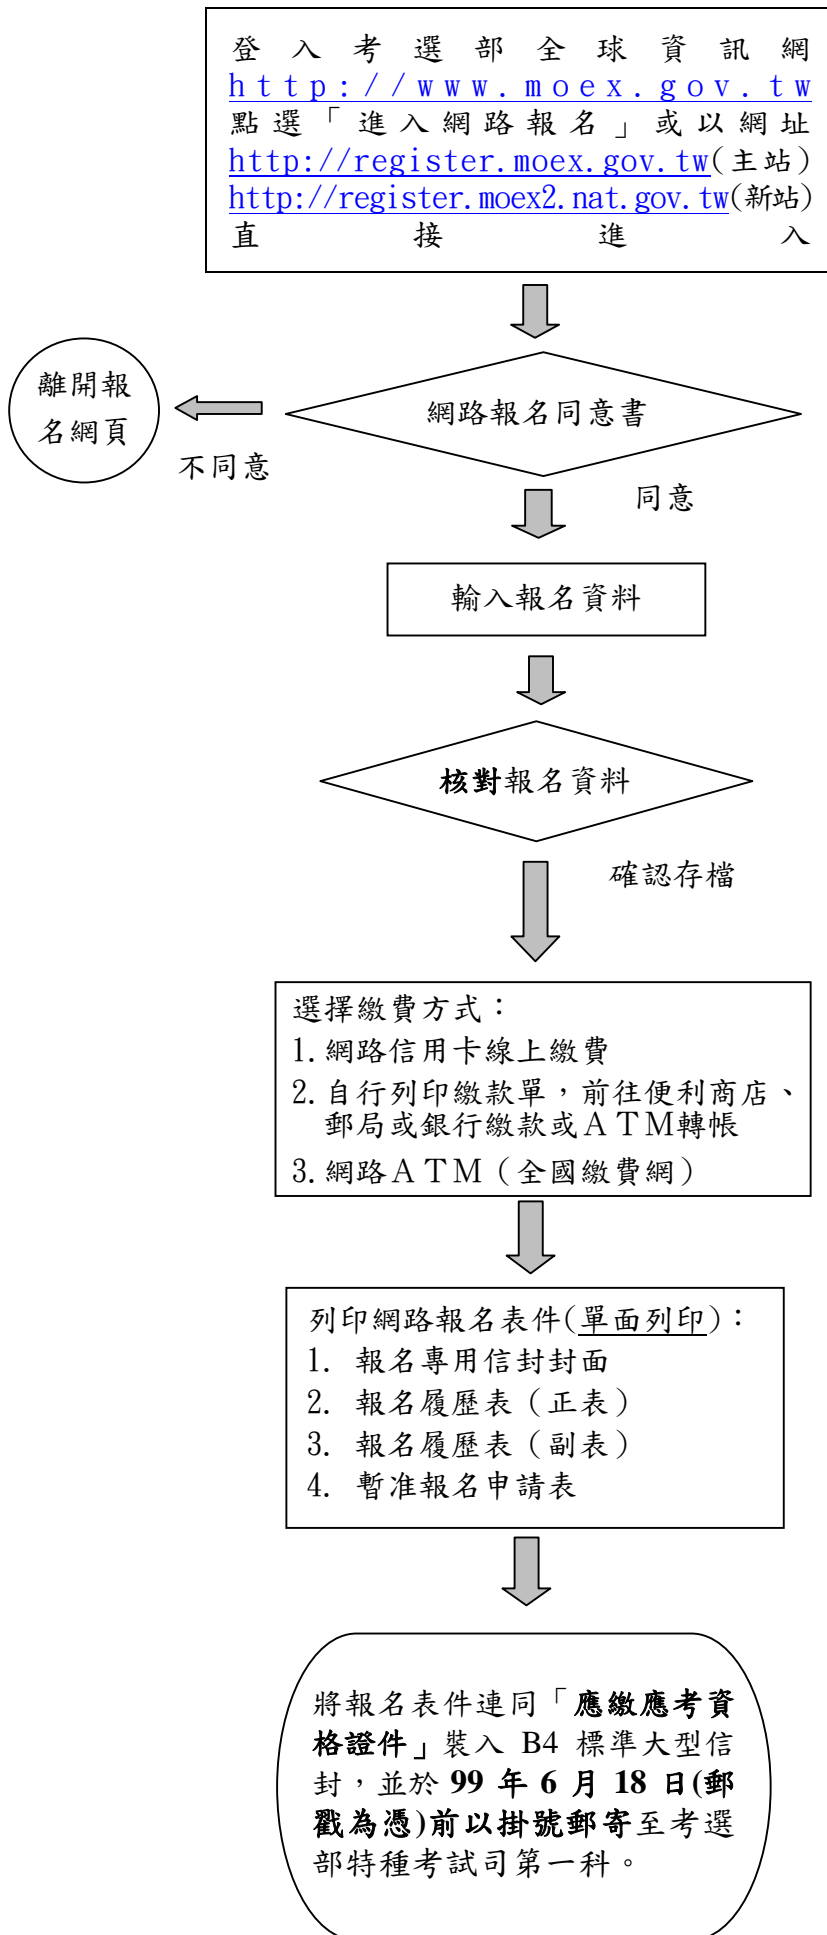 登入考選部全球資訊網
http://www.moex.gov.tw
點選「進入網路報名」或以網址
http://register.moex.gov.tw(主站)
http://register.moex2.nat.gov.tw(新站)
直接進入
離開報
名網頁
網路報名同意書
不同意
同意
輸入報名資料
核對報名資料
確認存檔
選擇繳費方式：
1.網路信用卡線上繳費
2.自行列印繳款單，前往便利商店、
郵局或銀行繳款或ＡＴＭ轉帳
3.網路ＡＴＭ（全國繳費網）
列印網路報名表件(單面列印)：
1. 報名專用信封封面
2. 報名履歷表（正表）
3. 報名履歷表（副表）
4. 暫准報名申請表
將報名表件連同「應繳應考資
格證件」裝入 B4 標準大型信
封，並於 99 年 6 月 18 日(郵
戳為憑)前以掛號郵寄至考選
部特種考試司第一科。